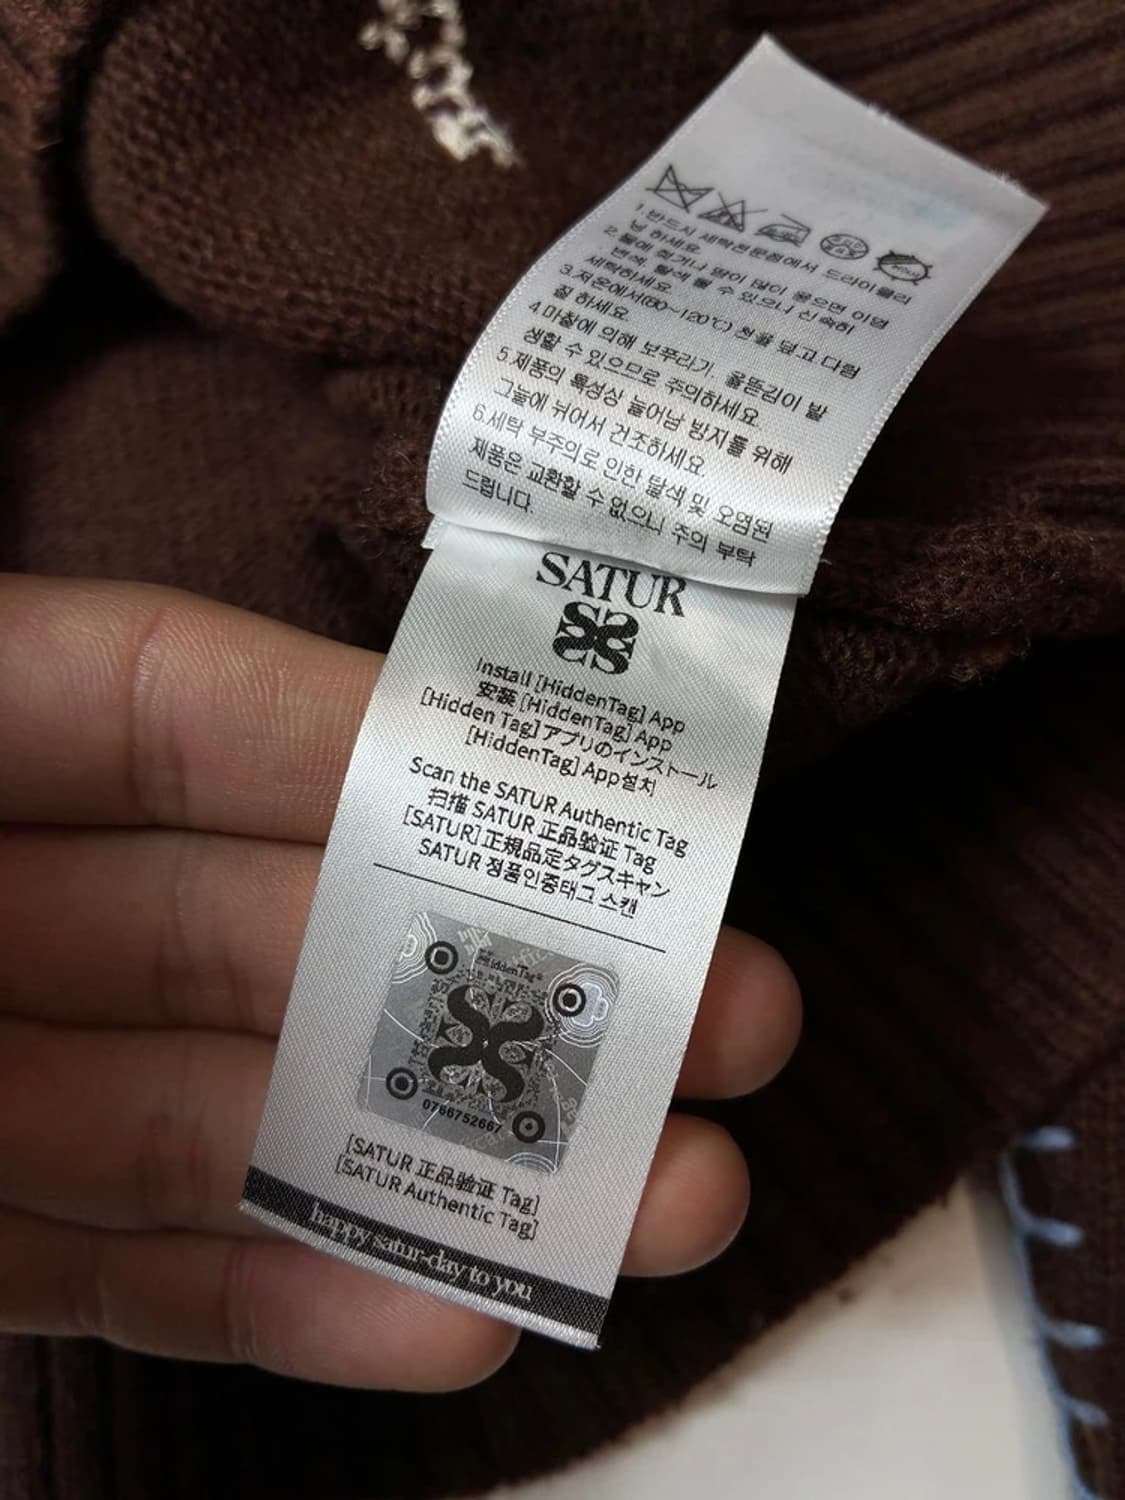 1.반드시 세탁전문점에서 드라이클리
닝 하세요
2.물에 젖거나 땀이 많이 묻으면 이염
변색 탈색 될 수 있으니 신속히
세탁하세요
3.저온에서(80~120℃) 천을 덮고 다림
질 하세요
4.마찰에 의해 보푸라기, 올뜯김이 발
생할 수 있으므로 주의하세요.
5.제품의 특성상 늘어남 방지를 위해
그늘에 뉘어서 건조하세요
6.세탁 부주의로 인한 탈색 및 오염된
제품은 교환할 수 없으니 주의 부탁
드립니다.
SATUR
Install [HiddenTag] App
安装 [HiddenTag] App
[Hidden Tag] アプリのインストール
[HiddenTag] App설치
Scan the SATUR Authentic Tag
扫描 SATUR 正品验证 Tag
[SATUR]正規品定タグスキャン
SATUR 정품인증태그 스캔
HiddenTag®
0766752667
[SATUR 正品验证 Tag]
[SATUR Authentic Tag]
happy satur-day to you